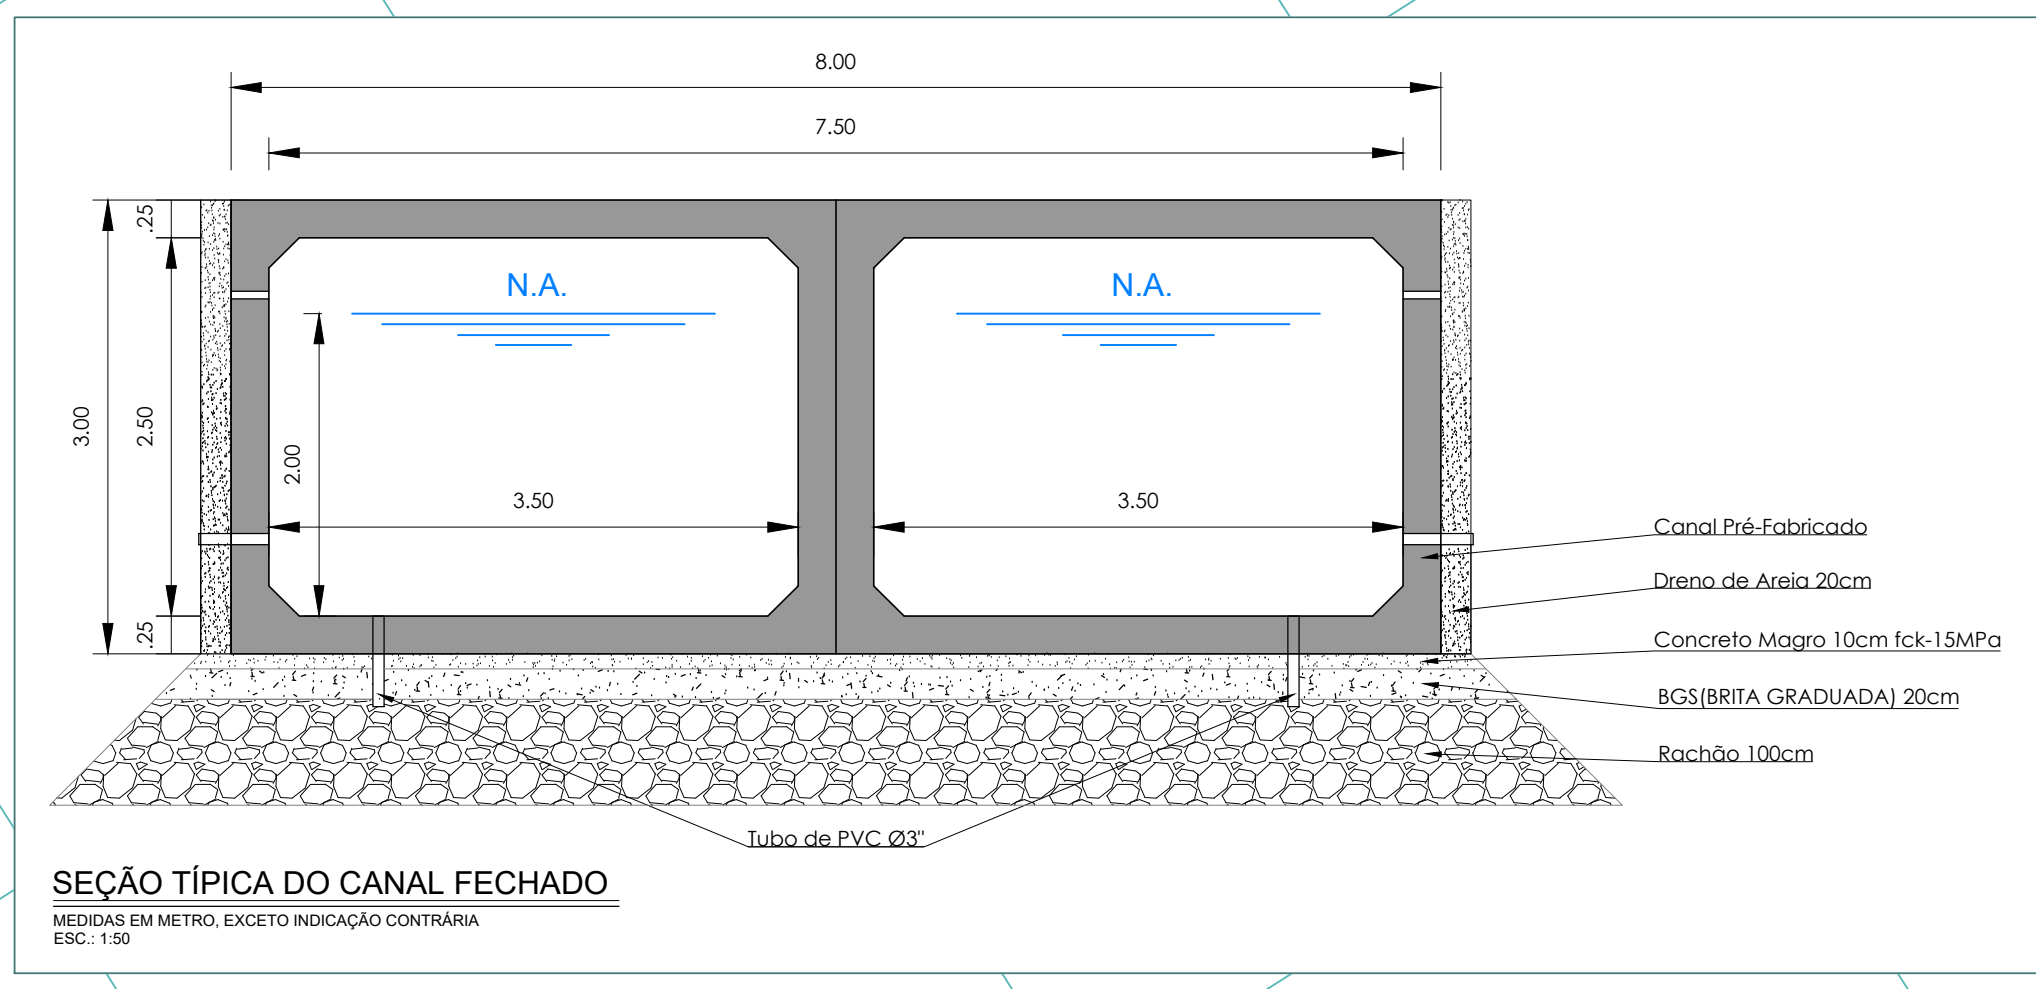 8.00
7.50
.25
3.00
2.50
.25
N.A.
N.A.
2.00
3.50
3.50
Canal Pré-Fabricado
Dreno de Areia 20cm
Concreto Magro 10cm fck-15MPa
BGS(BRITA GRADUADA) 20cm
Rachão 100cm
Tubo de PVC Ø3"
SEÇÃO TÍPICA DO CANAL FECHADO
MEDIDAS EM METRO, EXCETO INDICAÇÃO CONTRÁRIA
ESC.: 1:50